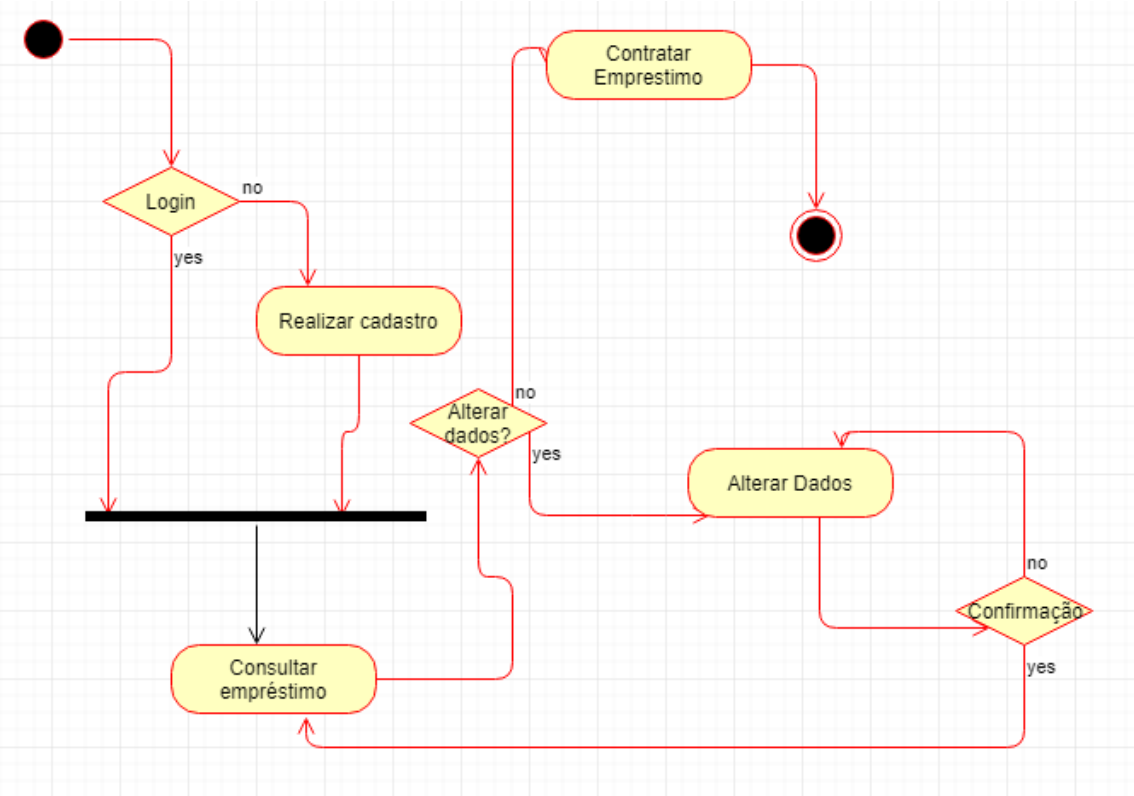 Contratar
Emprestimo
Login
no
yes
Realizar cadastro
Alterar
dados?
no
yes
Alterar Dados
no
Confirmação
yes
Consultar
empréstimo